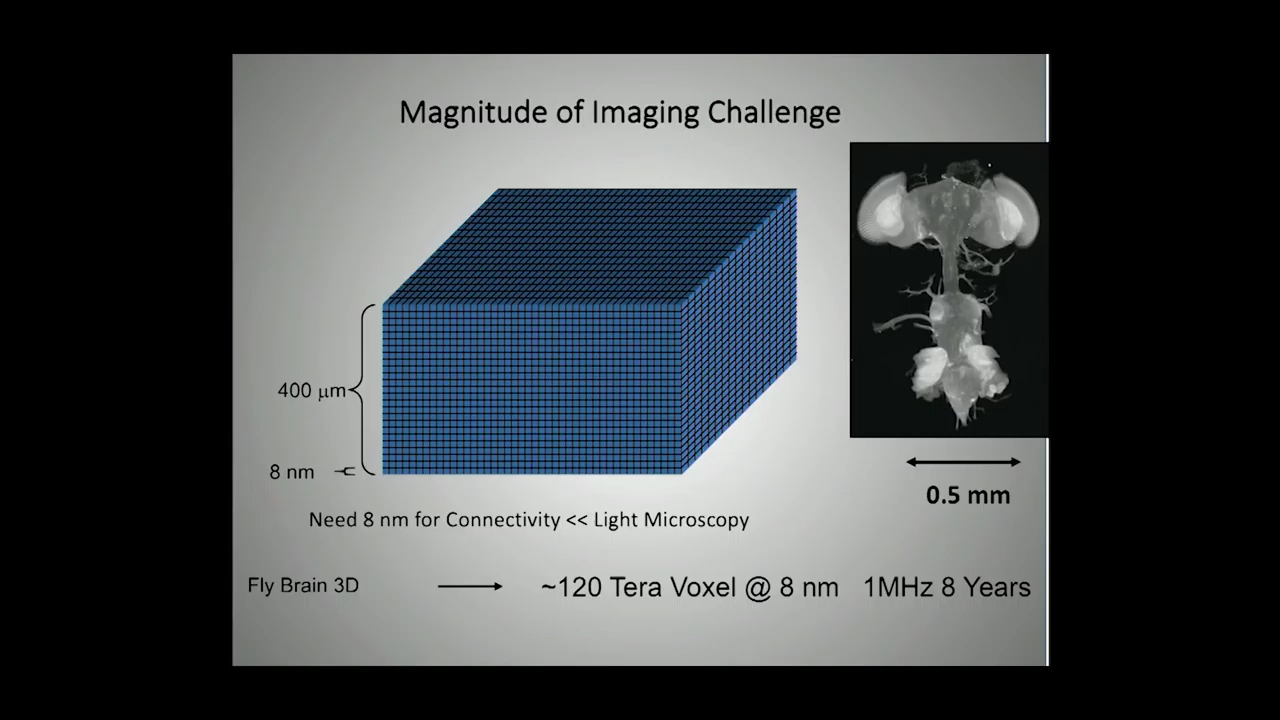 Magnitude of Imaging Challenge
400 μm
8 nm
0.5 mm
Need 8 nm for Connectivity << Light Microscopy
Fly Brain 3D
~120 Tera Voxel @ 8 nm 1MHz 8 Years